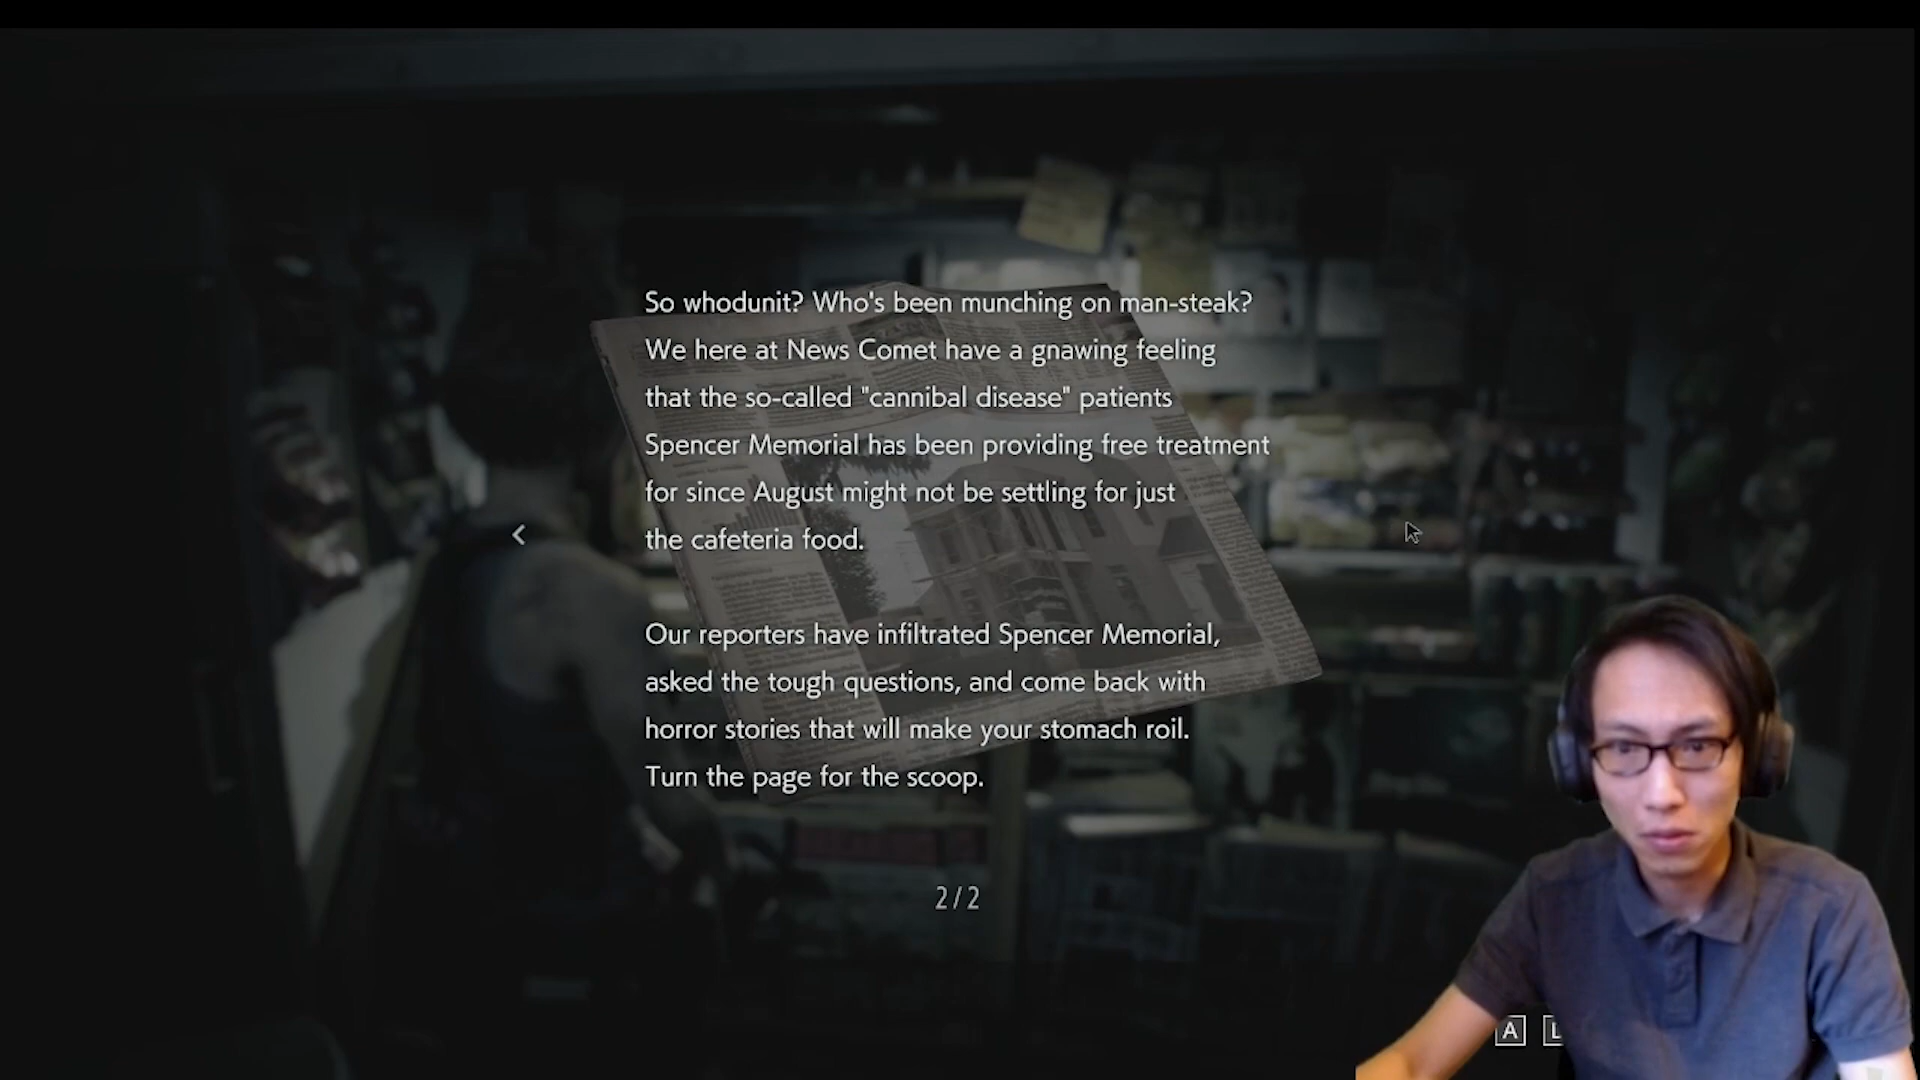 So whodunit? Who's been munching on man-steak?
We here at News Comet have a gnawing feeling
that the so-called "cannibal disease" patients
Spencer Memorial has been providing free treatment
for since August might not be settling for just
the cafeteria food.
Our reporters have infiltrated Spencer Memorial,
asked the tough questions, and come back with
horror stories that will make your stomach roil.
Turn the page for the scoop.
2/2
A